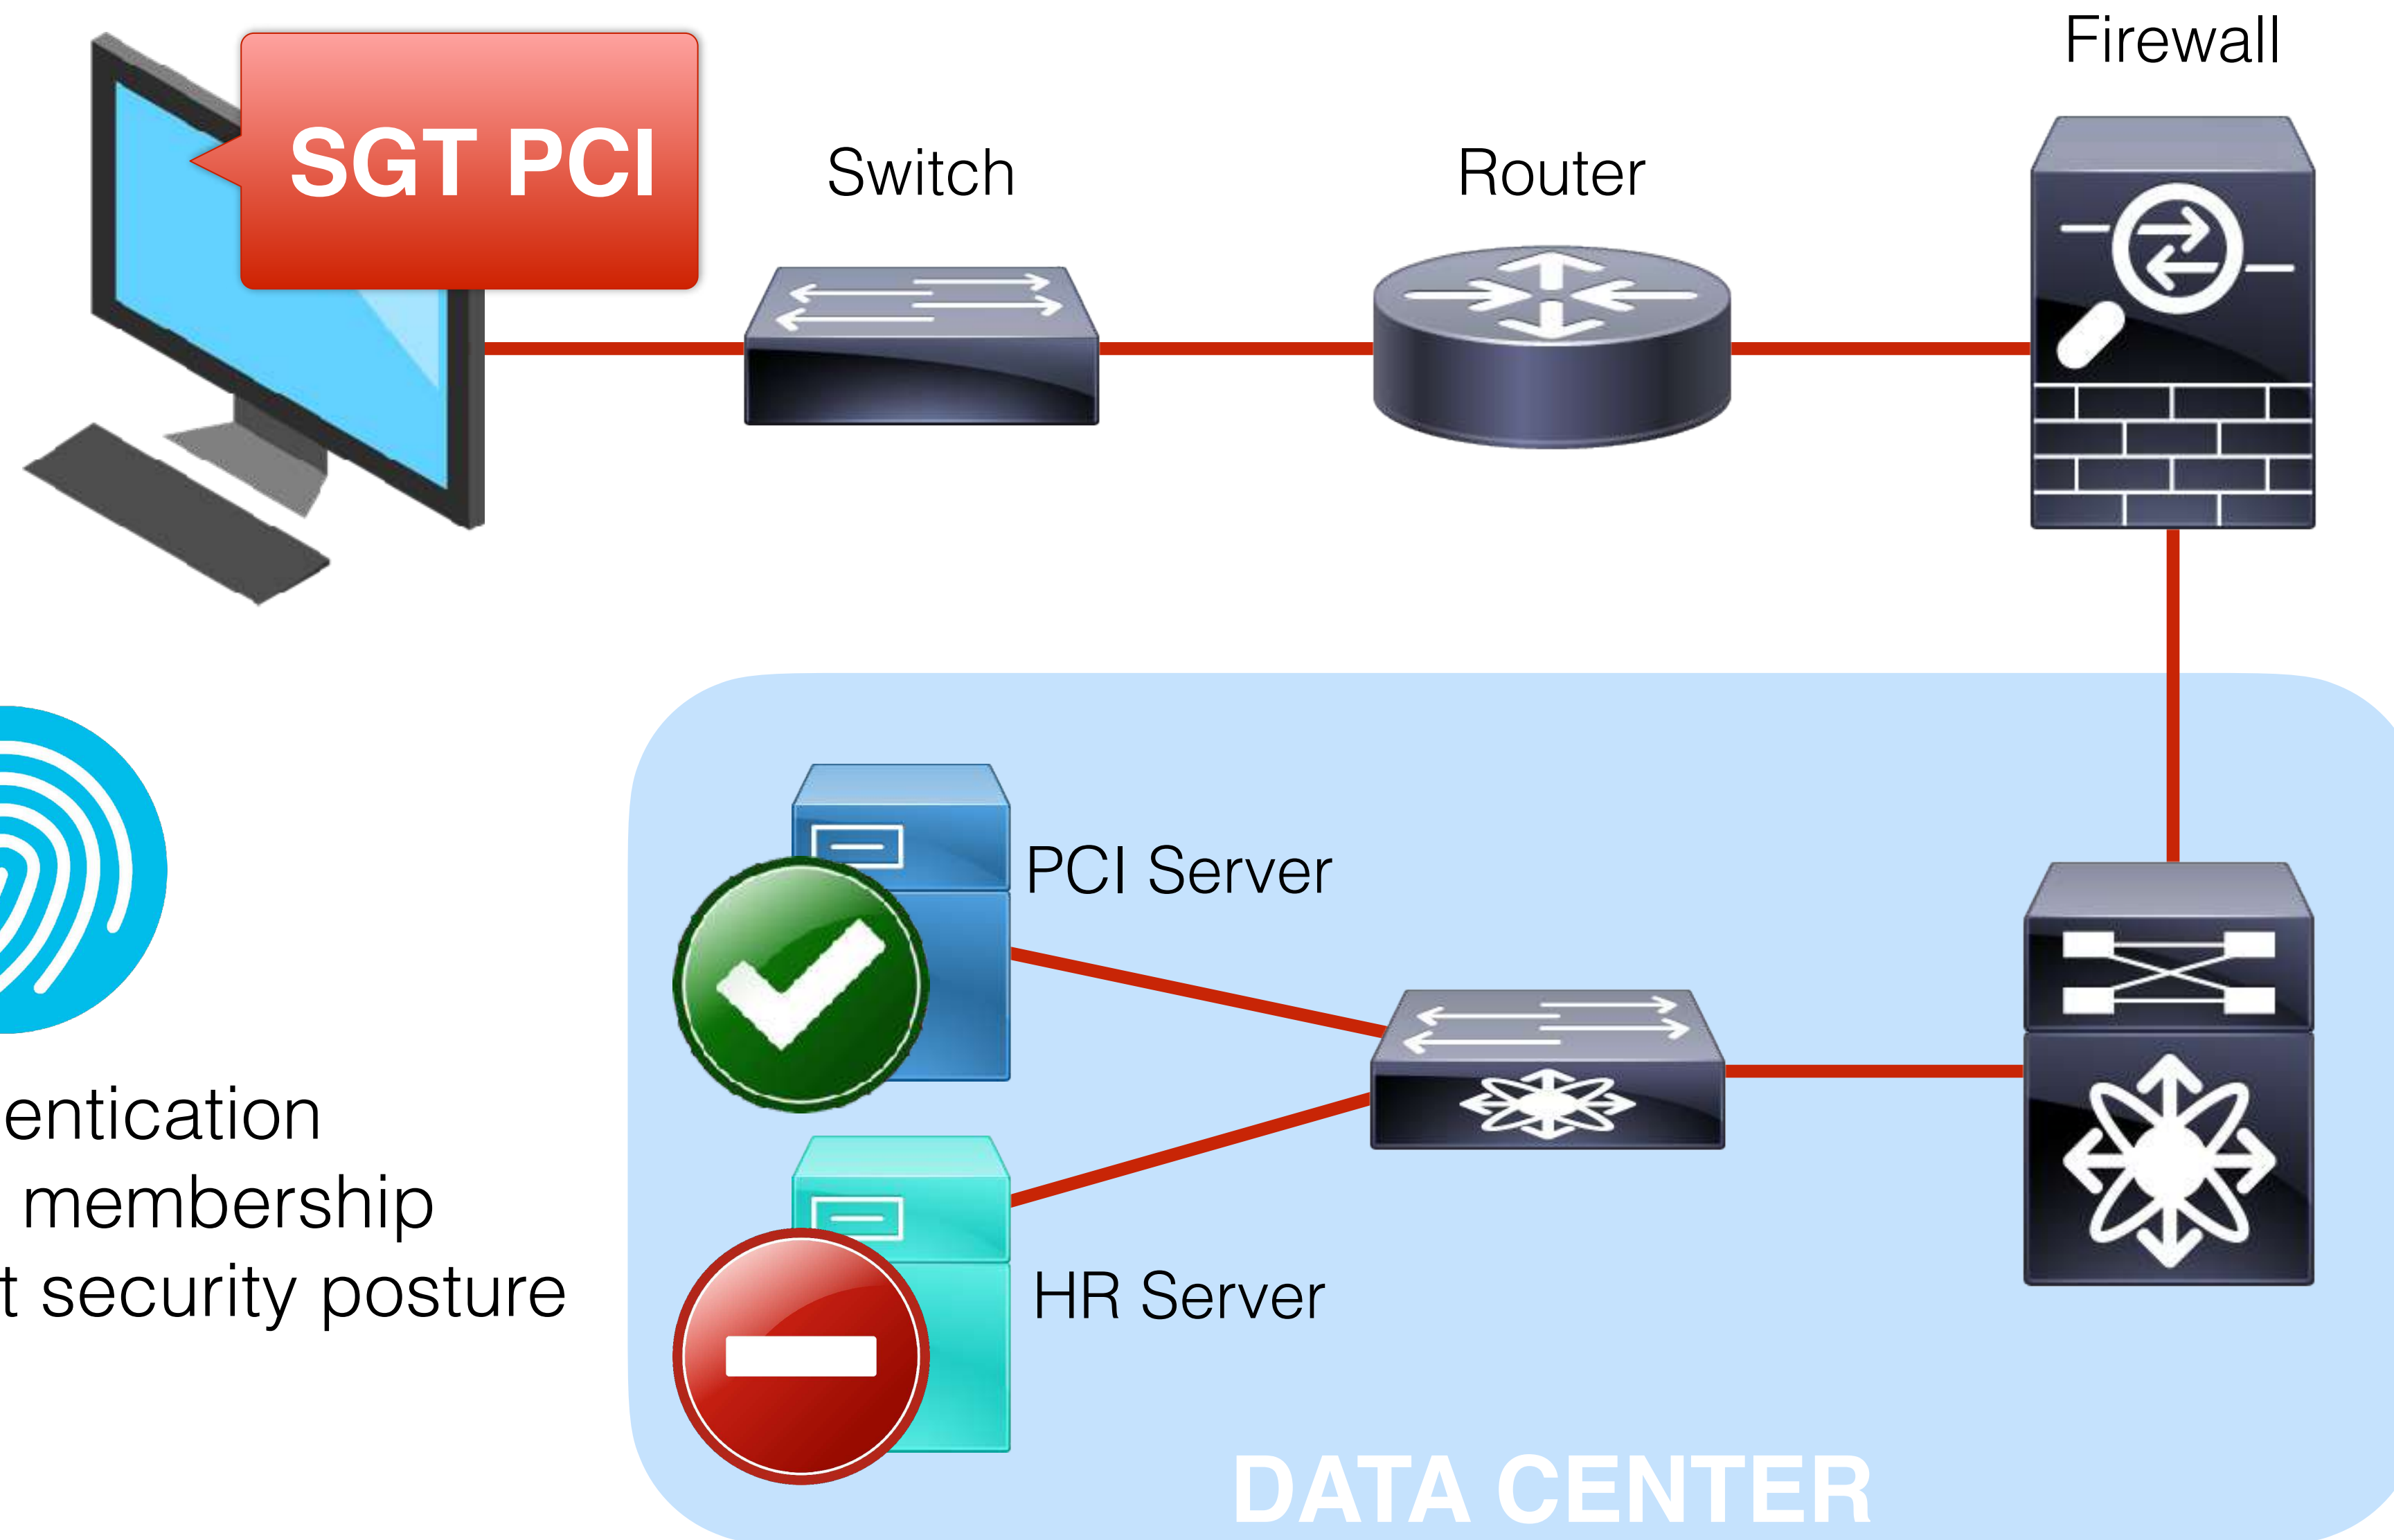 Firewall
SGT PCI
Switch
Router
PCI Server
entication
membership
t security posture
HR Server
DATA CENTER